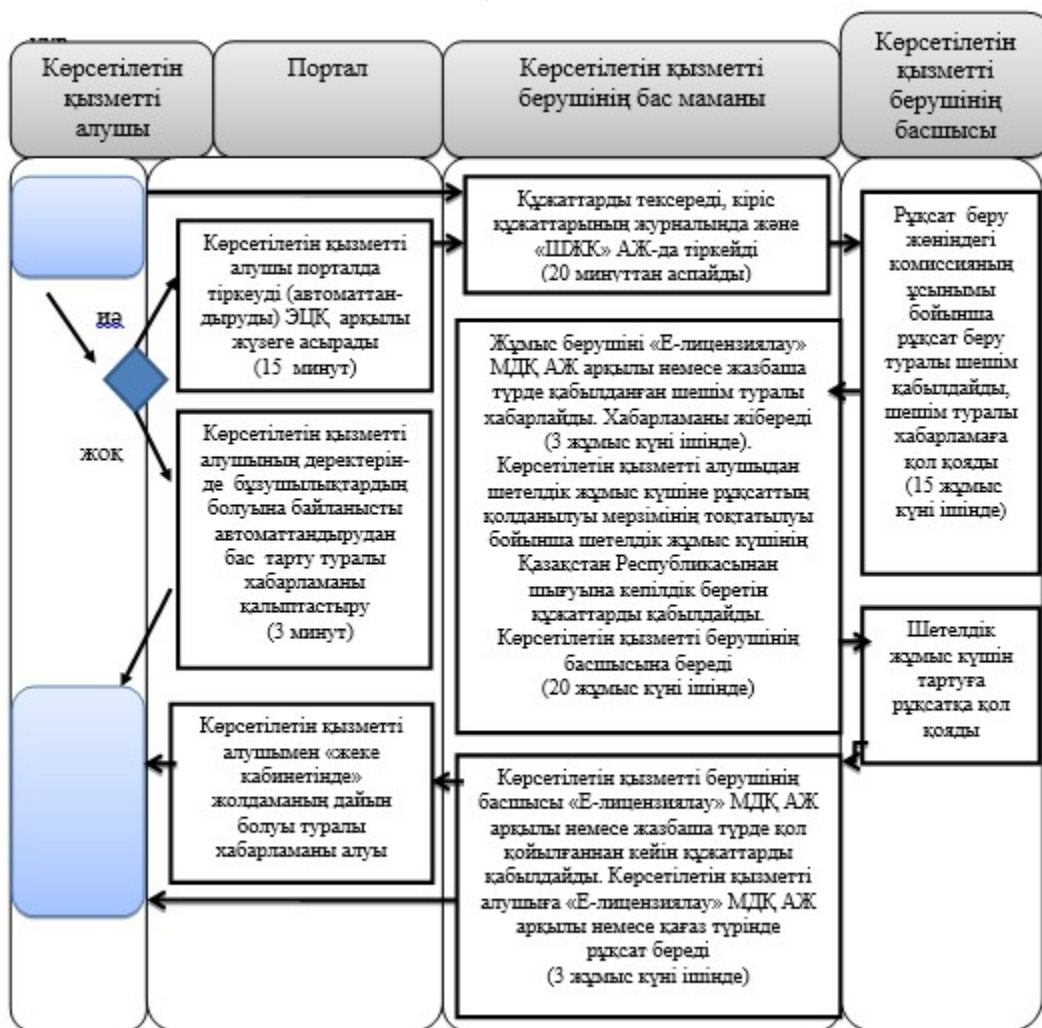 Көрсетілетін
қызметті
алушы
Портал
Көрсетілетін қызметті
берушінің бас маманы
Көрсетілетін
қызметті
берушінің
басшысы
Құжаттарды тексереді, кіріс
құжаттарының журналында және
«ШЖК» АЖ-да тіркейді
(20 минуттан аспайды)
Көрсетілетін қызметті
алушы порталда
тіркеуді (автоматтан-
дыруды) ЭЦҚ арқылы
жүзеге асырады
(15 минут)
иә
жоқ
Көрсетілетін қызметті
алушының деректерін-
де бұзушылықтардың
болуына байланысты
автоматтандырудан
бас тарту туралы
хабарламаны
қалыптастыру
(3 минут)
Жұмыс берушіні «Е-лицензиялау»
МДҚ АЖ арқылы немесе жазбаша
түрде қабылданған шешім туралы
хабарлайды. Хабарламаны жібереді
(3 жұмыс күні ішінде).
Көрсетілетін қызметті алушыдан
шетелдік жұмыс күшіне рұқсаттың
қолданылуы мерзімінің тоқтатылуы
бойынша шетелдік жұмыс күшінің
Қазақстан Республикасынан
шығуына кепілдік беретін
құжаттарды қабылдайды.
Көрсетілетін қызметті берушінің
басшысына береді
(20 жұмыс күні ішінде)
Рұқсат беру
жөніндегі
комиссияның
ұсынымы
бойынша
рұқсат беру
туралы шешім
қабылдайды,
шешім туралы
хабарламаға
қол қояды
(15 жұмыс
күні ішінде)
Шетелдік
жұмыс күшін
тартуға
рұқсатқа қол
қояды
Көрсетілетін қызметті
алушымен «жеке
кабинетінде»
жолдаманың дайын
болуы туралы
хабарламаны алуы
Көрсетілетін қызметті берушінің
басшысы «Е-лицензиялау» МДҚ АЖ
арқылы немесе жазбаша түрде қол
қойылғаннан кейін құжаттарды
қабылдайды. Көрсетілетін қызметті
алушыға «Е-лицензиялау» МДҚ АЖ
арқылы немесе қағаз түрінде
рұқсат береді
(3 жұмыс күні ішінде)